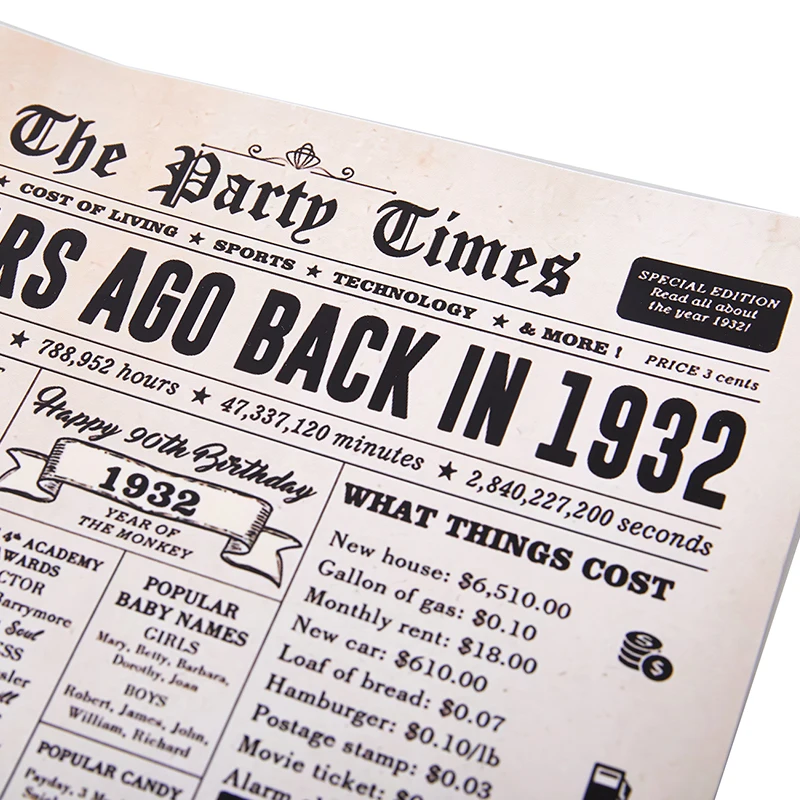 The Party Times
★ COST OF LIVING ★ SPORTS ★ TECHNOLOGY ★ & MORE!
PRICE 3 cents
SPECIAL EDITION
Read all about
the year 1932!
RS AGO BACK IN 1932
★ 788,952 hours ★ 47,337,120 minutes ★ 2,840,227,200 seconds
Happy 90th Birthday
1932
YEAR OF
THE MONKEY
ACADEMY
WARDS
CTOR
Barrymore
Soul
ESS
POPULAR
BABY NAMES
GIRLS
Mary, Betty, Barbara,
Dorothy, Joan
BOYS
Robert, James, John,
William, Richard
POPULAR CANDY
Payday, 3 M
WHAT THINGS COST
New house: $6,510.00
Gallon of gas: $0.10
Monthly rent: $18.00
New car: $610.00
Loaf of bread: $0.07
Hamburger: $0.10/lb
Postage stamp: $0.03
Movie ticket: $0
Alarm